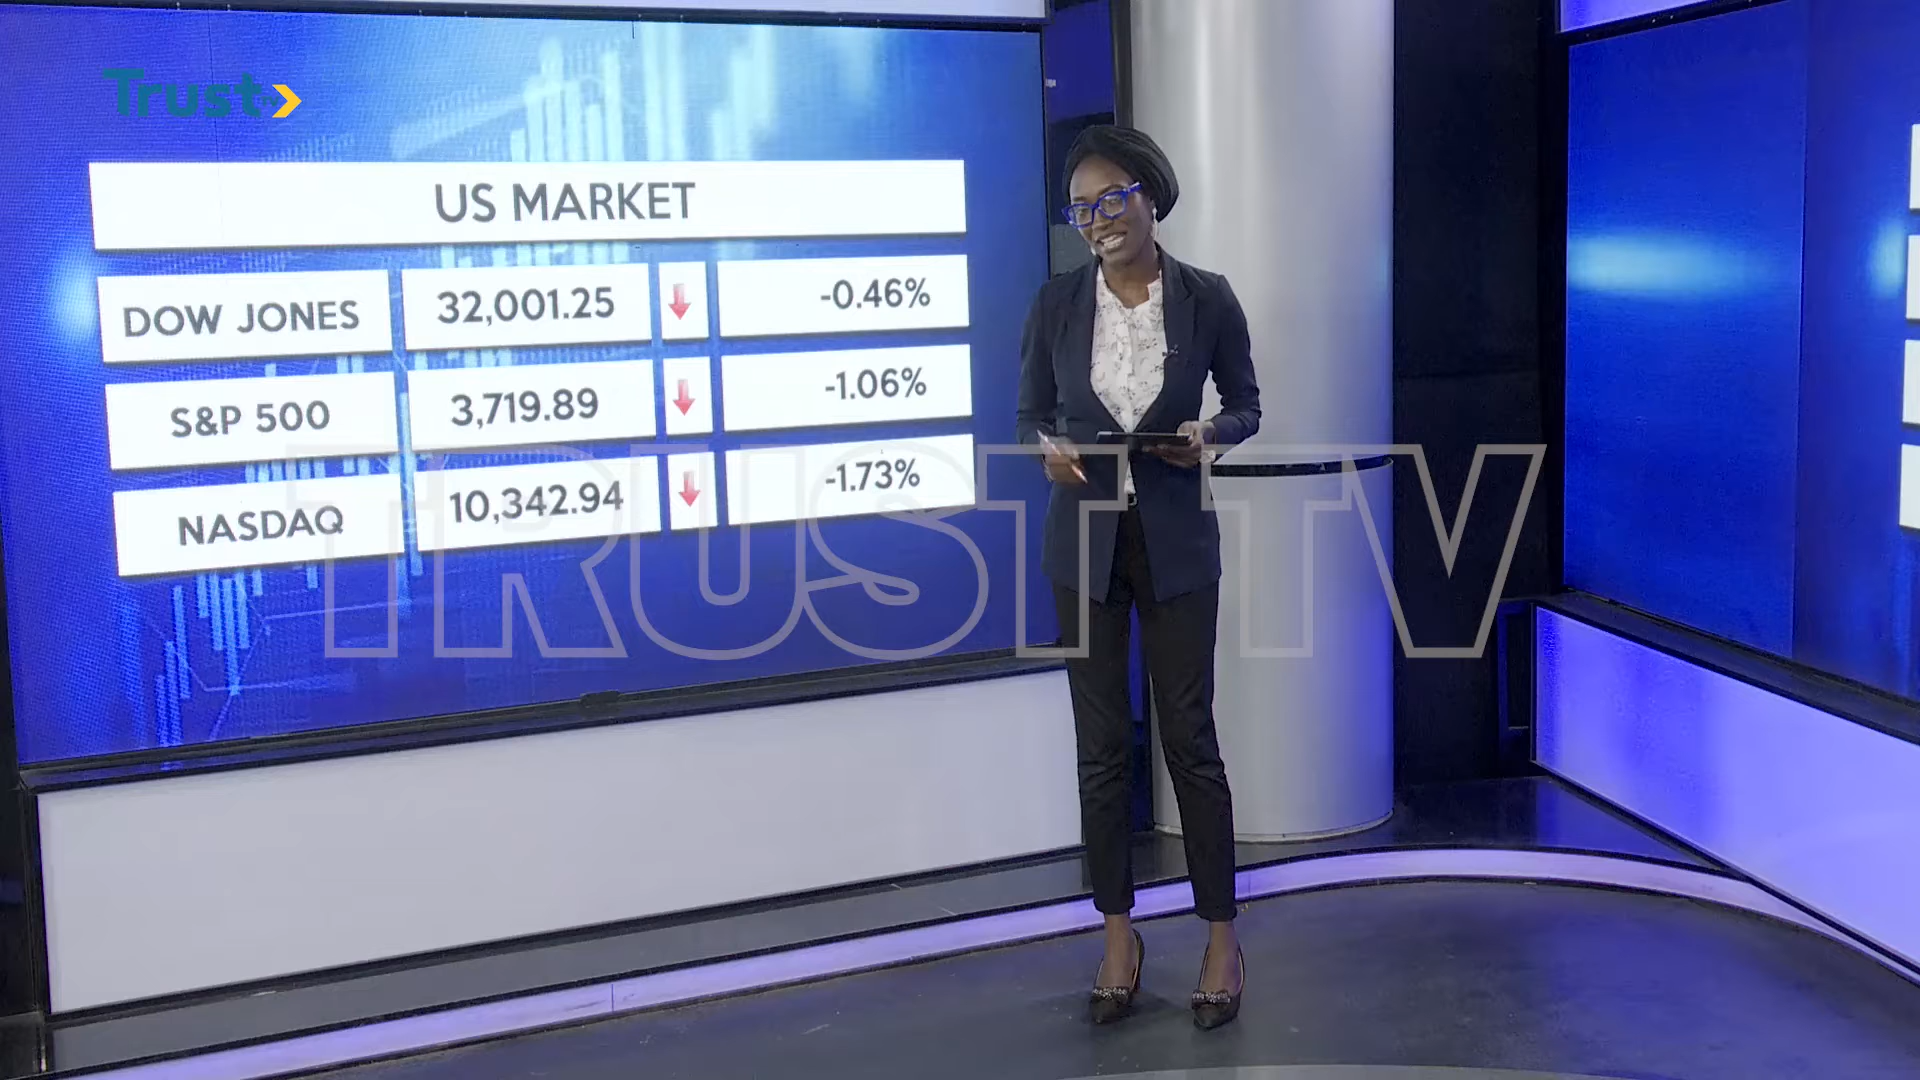 Trust TV
US MARKET
DOW JONES 32,001.25 -0.46%
S&P 500 3,719.89 -1.06%
NASDAQ 10,342.94 -1.73%
TRUST TV